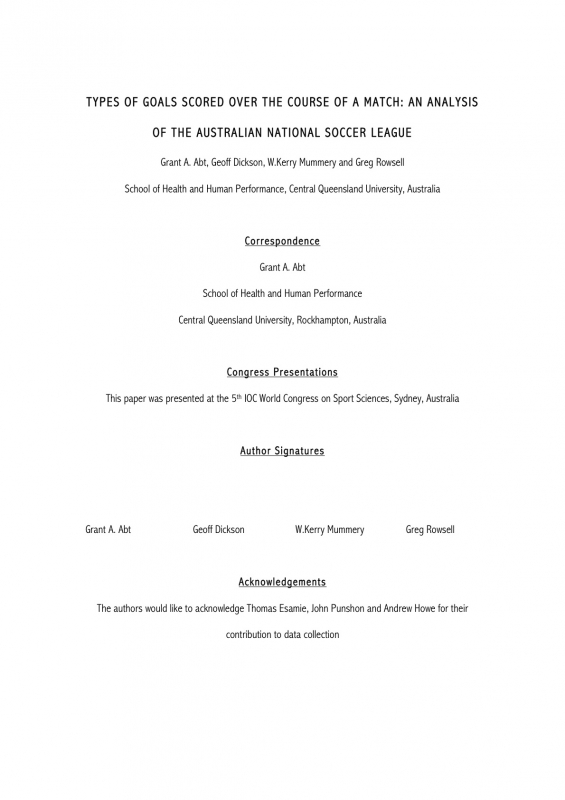 TYPES OF GOALS SCORED OVER THE COURSE OF A MATCH: AN ANALYSIS
OF THE AUSTRALIAN NATIONAL SOCCER LEAGUE
Grant A. Abt, Geoff Dickson, W.Kerry Mummery and Greg Rowsell
School of Health and Human Performance, Central Queensland University, Australia
Correspondence
Grant A. Abt
School of Health and Human Performance
Central Queensland University, Rockhampton, Australia
Congress Presentations
This paper was presented at the 5th IOC World Congress on Sport Sciences, Sydney, Australia
Author Signatures
Grant A. Abt Geoff Dickson W.Kerry Mummery Greg Rowsell
Acknowledgements
The authors would like to acknowledge Thomas Esamie, John Punshon and Andrew Howe for their
contribution to data collection